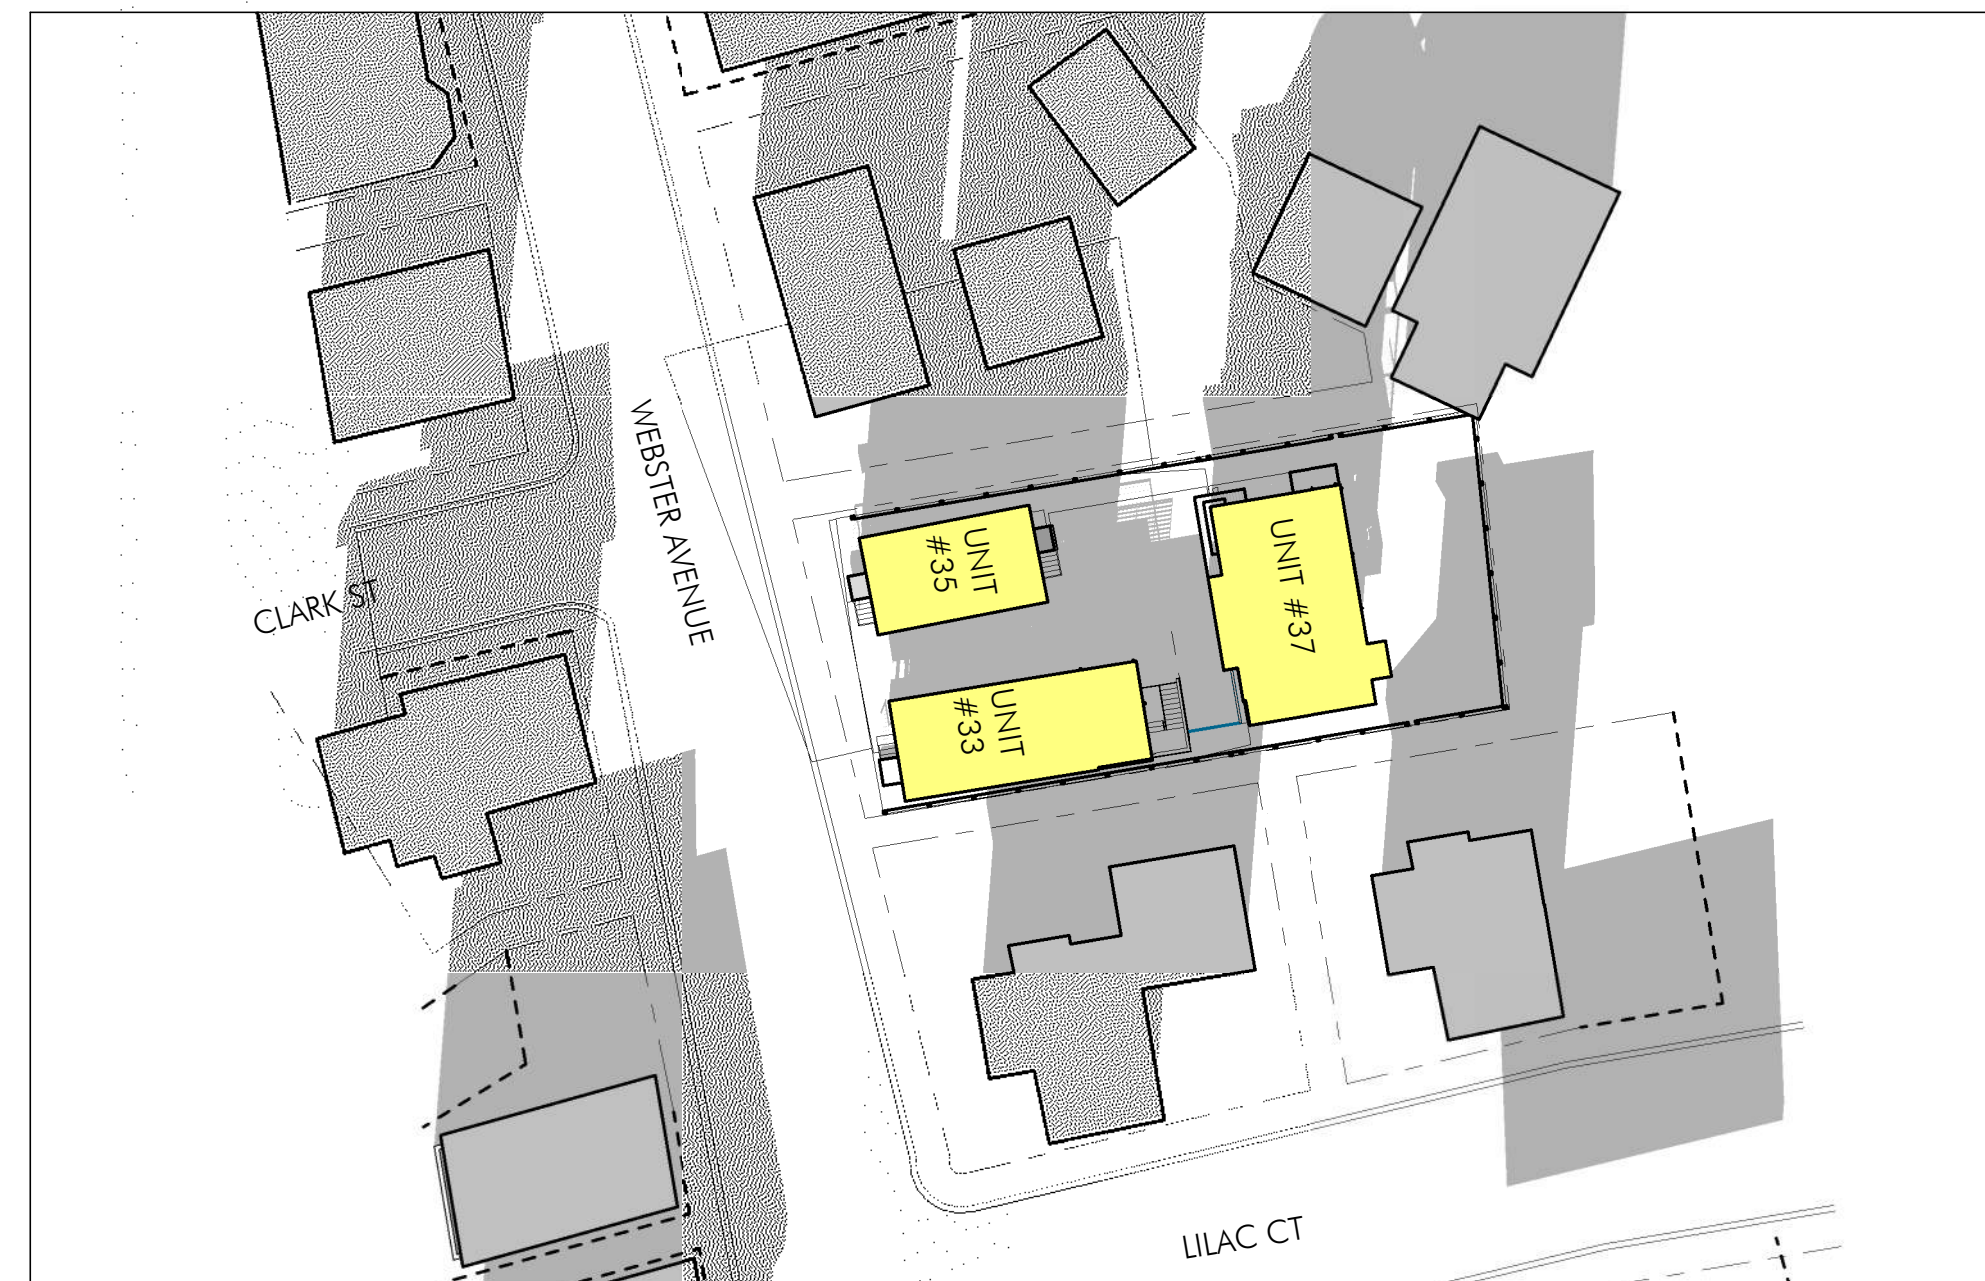 WEBSTER AVENUE
CLARK ST
UNIT
#35
UNIT #37
UNIT
#33
LILAC CT